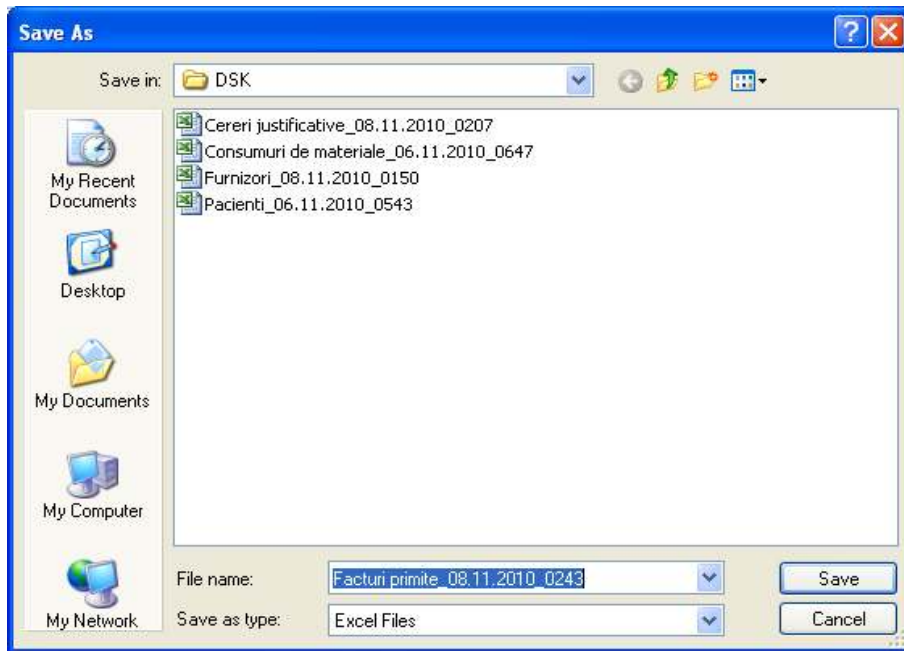 Save As
Save in: DSK
Cereri justificative_08.11.2010_0207
Consumuri de materiale_06.11.2010_0647
Furnizori_08.11.2010_0150
Pacienti_06.11.2010_0543
My Recent
Documents
Desktop
My Documents
My Computer
My Network
File name: Facturi primite_08.11.2010_0243 Save
Save as type: Excel Files Cancel